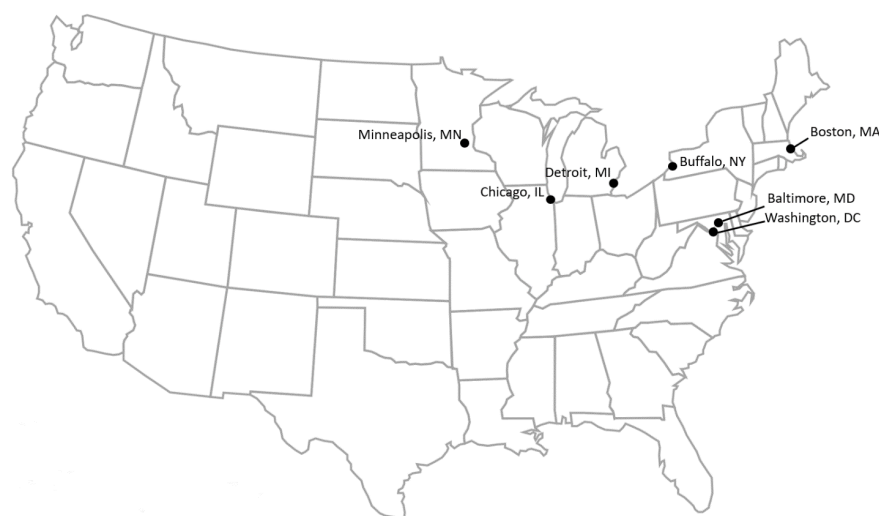 Minneapolis, MN
Boston, MA
Buffalo, NY
Detroit, MI
Chicago, IL
Baltimore, MD
Washington, DC